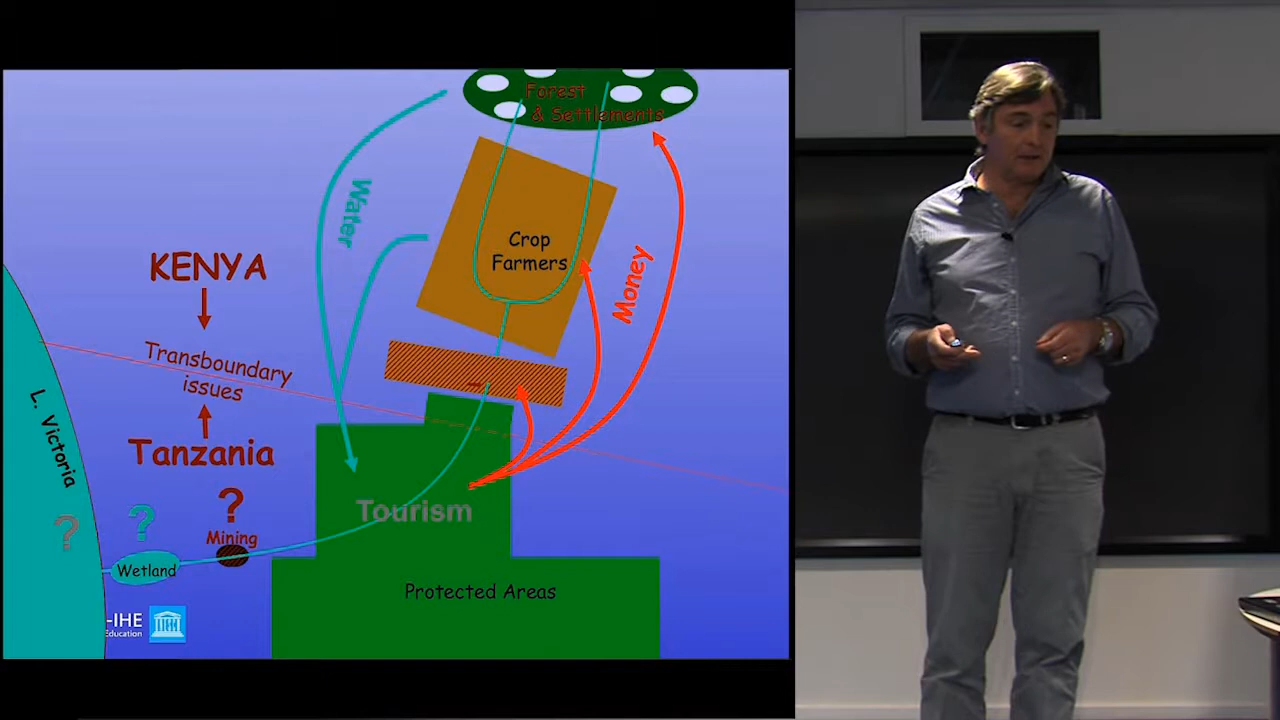 Forest
& Settlements
Water
Crop
Farmers
Money
KENYA
Transboundary
issues
Tanzania
L. Victoria
?
?
?
Mining
Wetland
Tourism
Protected Areas
-IHE
Education